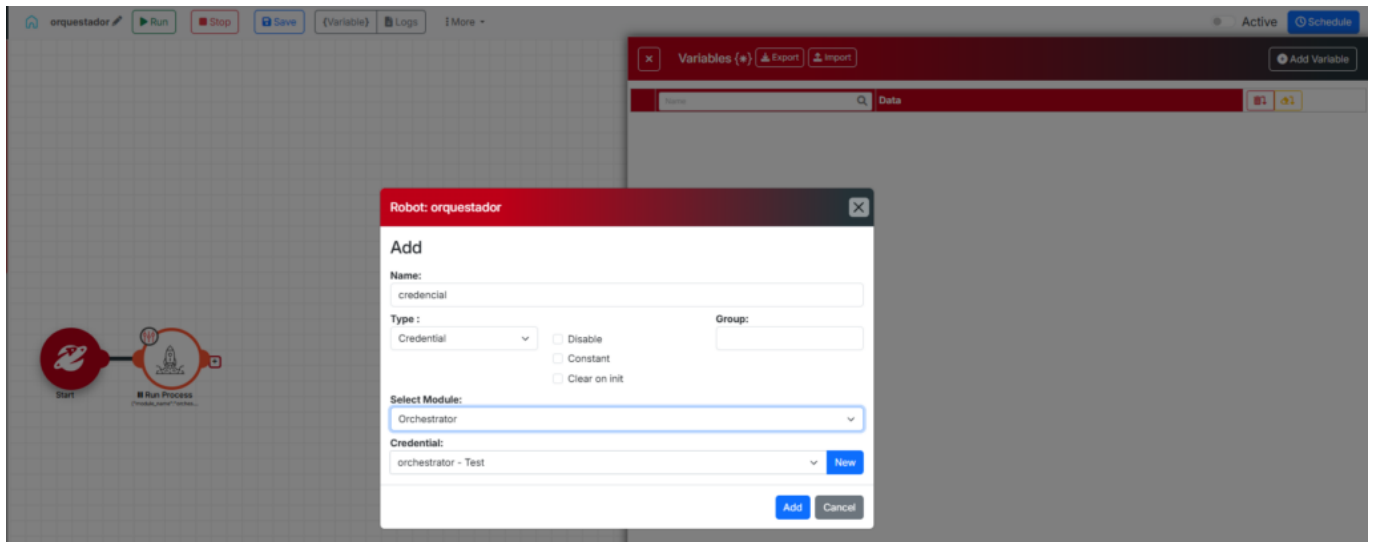 orquestador Run Stop Save {Variable} Logs More Active Schedule
Variables {*} Export Import Add Variable
Name Data
Robot: orquestador
Add
Name:
credencial
Type : Group:
Credential Disable
Constant
Clear on init
Select Module:
Orchestrator
Credential:
orchestrator - Test New
Add Cancel
Start Run Process